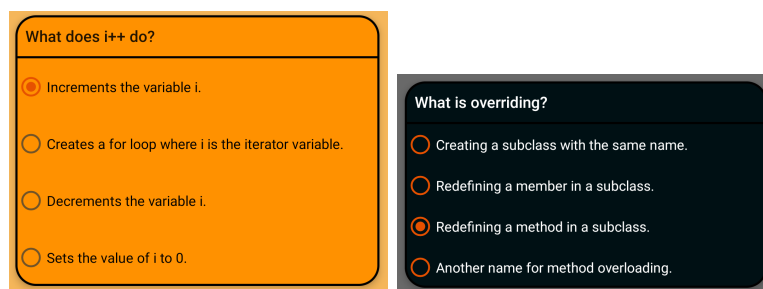 What does i++ do?
Increments the variable i.
Creates a for loop where i is the iterator variable.
Decrements the variable i.
Sets the value of i to 0.
What is overriding?
Creating a subclass with the same name.
Redefining a member in a subclass.
Redefining a method in a subclass.
Another name for method overloading.